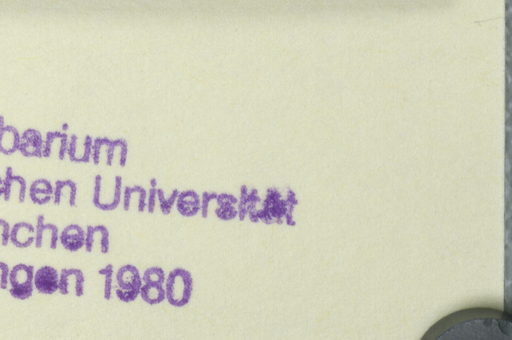 barium
chen Universität
nchen
ngen 1980